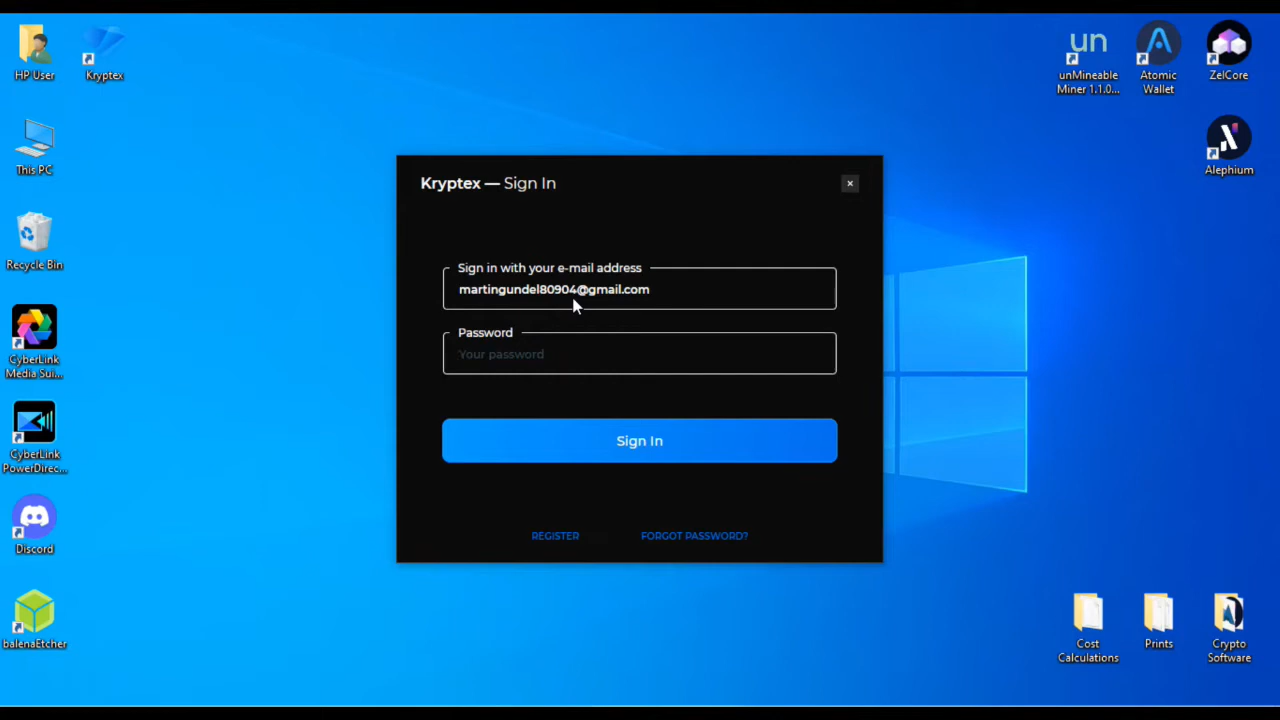 HP User
Kryptex
This PC
Recycle Bin
CyberLink
Media Sui...
CyberLink
PowerDirec...
Discord
balenaEtcher
Kryptex — Sign In
×
Sign in with your e-mail address
martingundel80904@gmail.com
Password
Your password
Sign In
REGISTER
FORGOT PASSWORD?
un
unMineable
Miner 1.1.0...
Atomic
Wallet
ZelCore
Alephium
Cost
Calculations
Prints
Crypto
Software